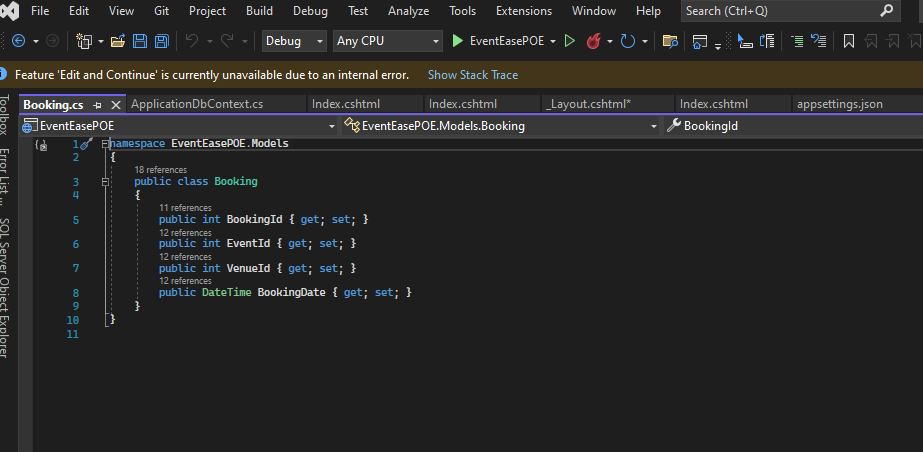 File Edit View Git Project Build Debug Test Analyze Tools Extensions Window Help Search (Ctrl+Q)
Debug Any CPU EventEasePOE
Feature 'Edit and Continue' is currently unavailable due to an internal error. Show Stack Trace
Booking.cs ApplicationDbContext.cs Index.cshtml Index.cshtml _Layout.cshtml* Index.cshtml appsettings.json
EventEasePOE EventEasePOE.Models.Booking BookingId
Toolbox
Error List ...
SQL Server Object Explorer
1 namespace EventEasePOE.Models
2 {
18 references
3 public class Booking
4 {
11 references
5 public int BookingId { get; set; }
12 references
6 public int EventId { get; set; }
12 references
7 public int VenueId { get; set; }
12 references
8 public DateTime BookingDate { get; set; }
9 }
10 }
11